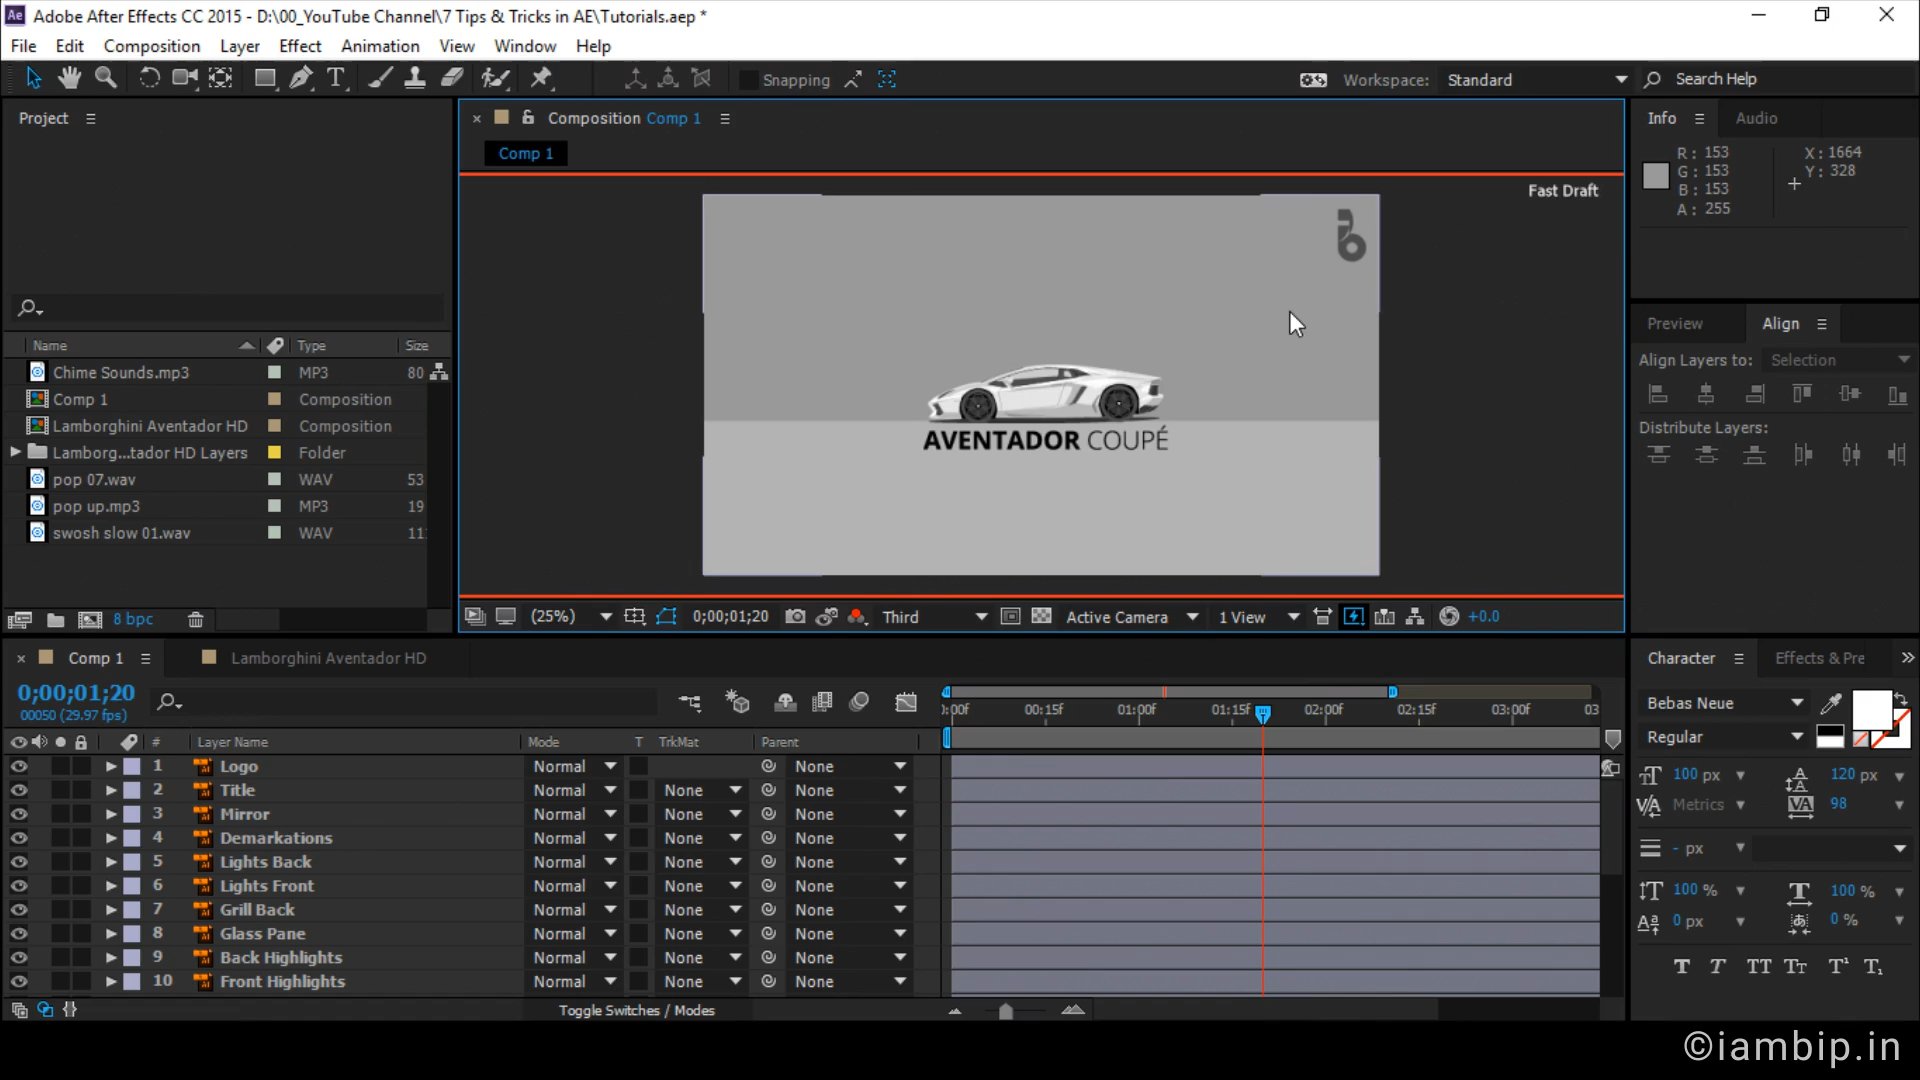 Adobe After Effects CC 2015 - D:\00_YouTube Channel\7 Tips & Tricks in AE\Tutorials.aep *
File Edit Composition Layer Effect Animation View Window Help
Snapping Workspace: Standard Search Help
Project
Composition Comp 1
Comp 1
Info Audio
R: 153
G: 153
B: 153
A: 255
X: 1664
Y: 328
Fast Draft
AVENTADOR COUPÉ
Name Type Size
Chime Sounds.mp3 MP3 80
Comp 1 Composition
Lamborghini Aventador HD Composition
Lamborg...tador HD Layers Folder
pop 07.wav WAV 53
pop up.mp3 MP3 19
swosh slow 01.wav WAV 11
8 bpc
(25%) 0;00;01;20 Third Active Camera 1 View +0.0
Preview Align
Align Layers to: Selection
Distribute Layers:
Comp 1 Lamborghini Aventador HD
0;00;01;20
00050 (29.97 fps)
):00f 00:15f 01:00f 01:15f 02:00f 02:15f 03:00f 03
# Layer Name Mode T TrkMat Parent
1 Logo Normal None
2 Title Normal None None
3 Mirror Normal None None
4 Demarkations Normal None None
5 Lights Back Normal None None
6 Lights Front Normal None None
7 Grill Back Normal None None
8 Glass Pane Normal None None
9 Back Highlights Normal None None
10 Front Highlights Normal None None
Toggle Switches / Modes
Character Effects & Pre
Bebas Neue
Regular
100 px 120 px
Metrics 98
- px
100 % 100 %
0 px 0 %
T T TT Tt T¹ T₁
©iambip.in